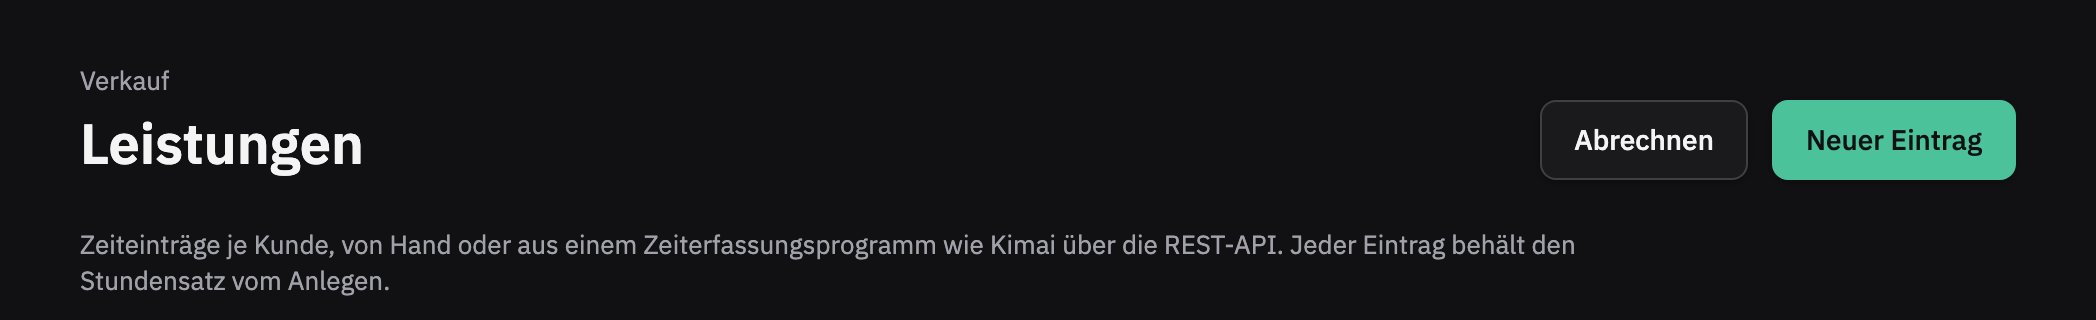 Verkauf
Leistungen
Abrechnen
Neuer Eintrag
Zeiteinträge je Kunde, von Hand oder aus einem Zeiterfassungsprogramm wie Kimai über die REST-API. Jeder Eintrag behält den
Stundensatz vom Anlegen.